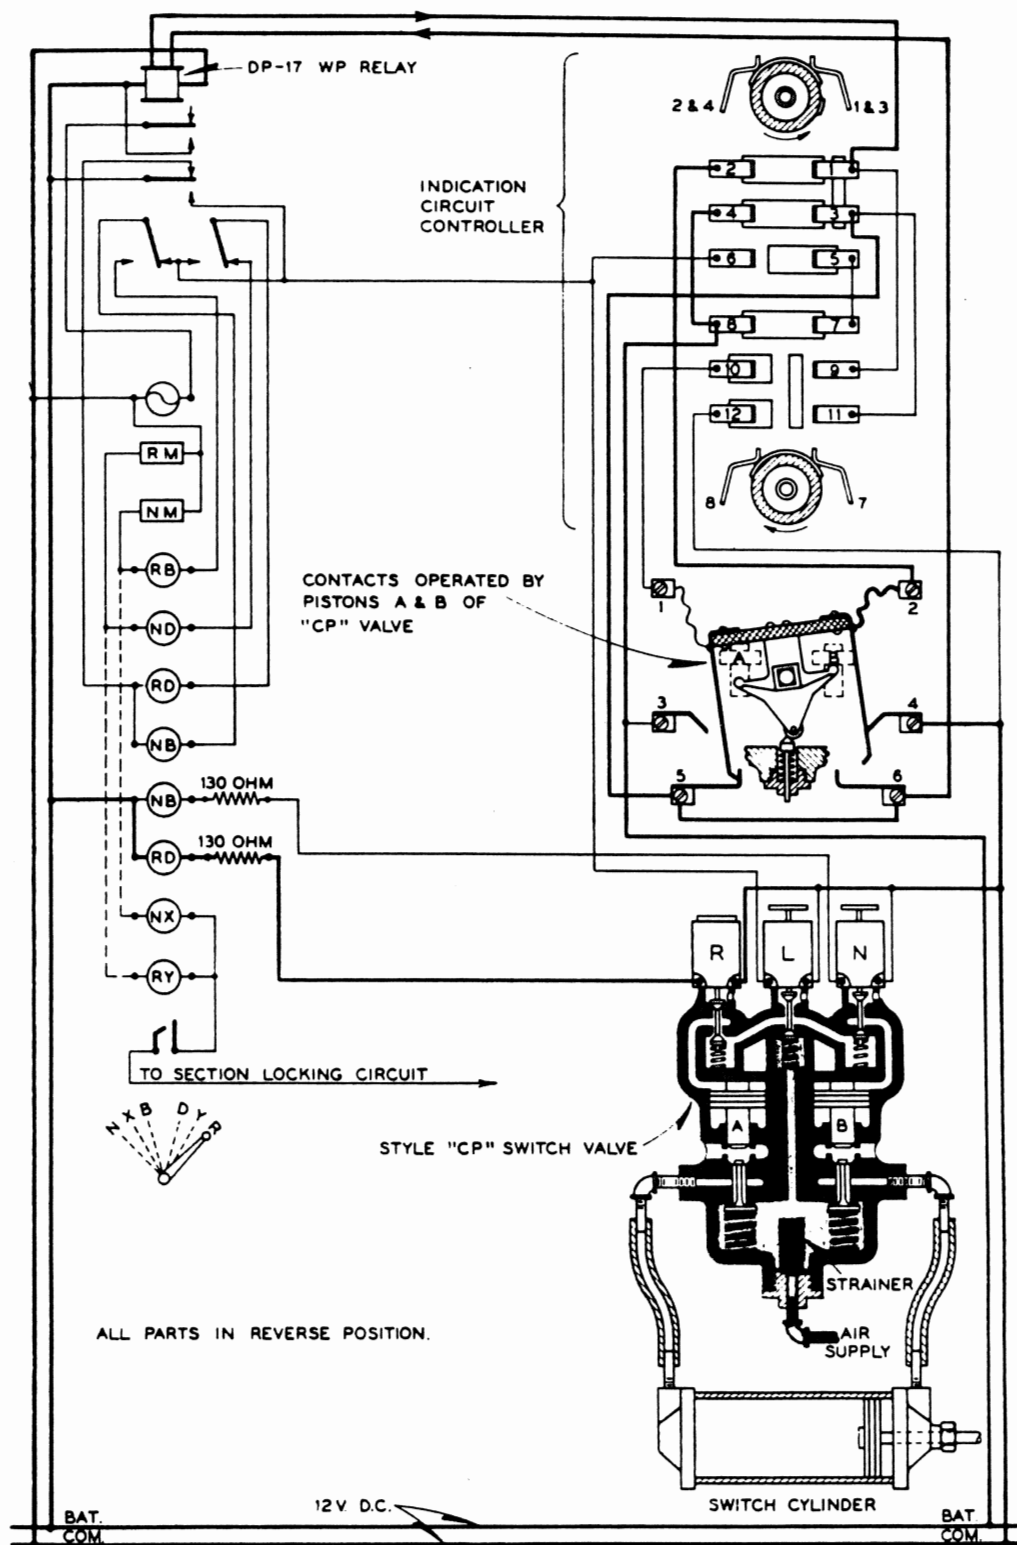 DP-17 WP RELAY
2 & 4
1 & 3
INDICATION
CIRCUIT
CONTROLLER
2
1
4
3
6
5
8
7
10
9
12
11
8
7
RM
NM
RB
ND
RD
NB
NB
130 OHM
RD
130 OHM
NX
RY
CONTACTS OPERATED BY
PISTONS A & B OF
"CP" VALVE
1
2
A
3
4
5
6
R
L
N
TO SECTION LOCKING CIRCUIT
N X B D Y R
STYLE "CP" SWITCH VALVE
A
B
STRAINER
AIR
SUPPLY
ALL PARTS IN REVERSE POSITION.
SWITCH CYLINDER
12 V. D.C.
BAT.
COM.
BAT.
COM.